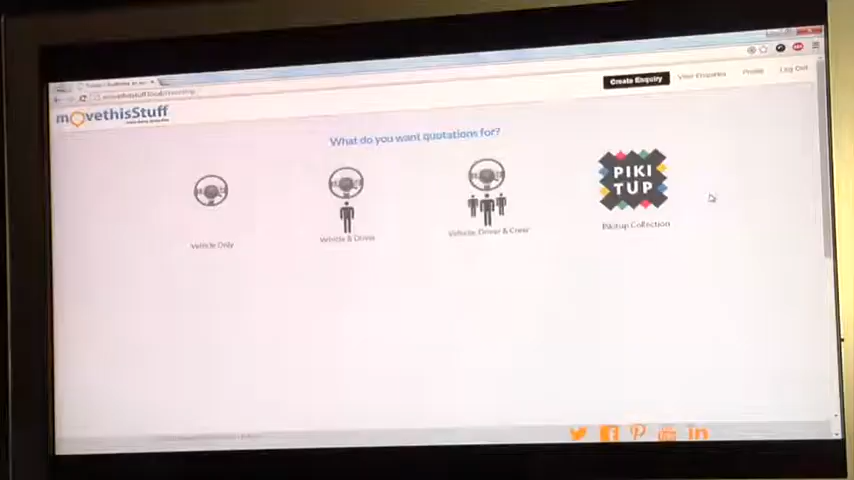 Create Enquiry
View Enquiries
Profile
Log Out
movethisStuff
What do you want quotations for?
PIKI
TUP
Vehicle Only
Vehicle & Driver
Vehicle, Driver & Crew
Pikitup Collection